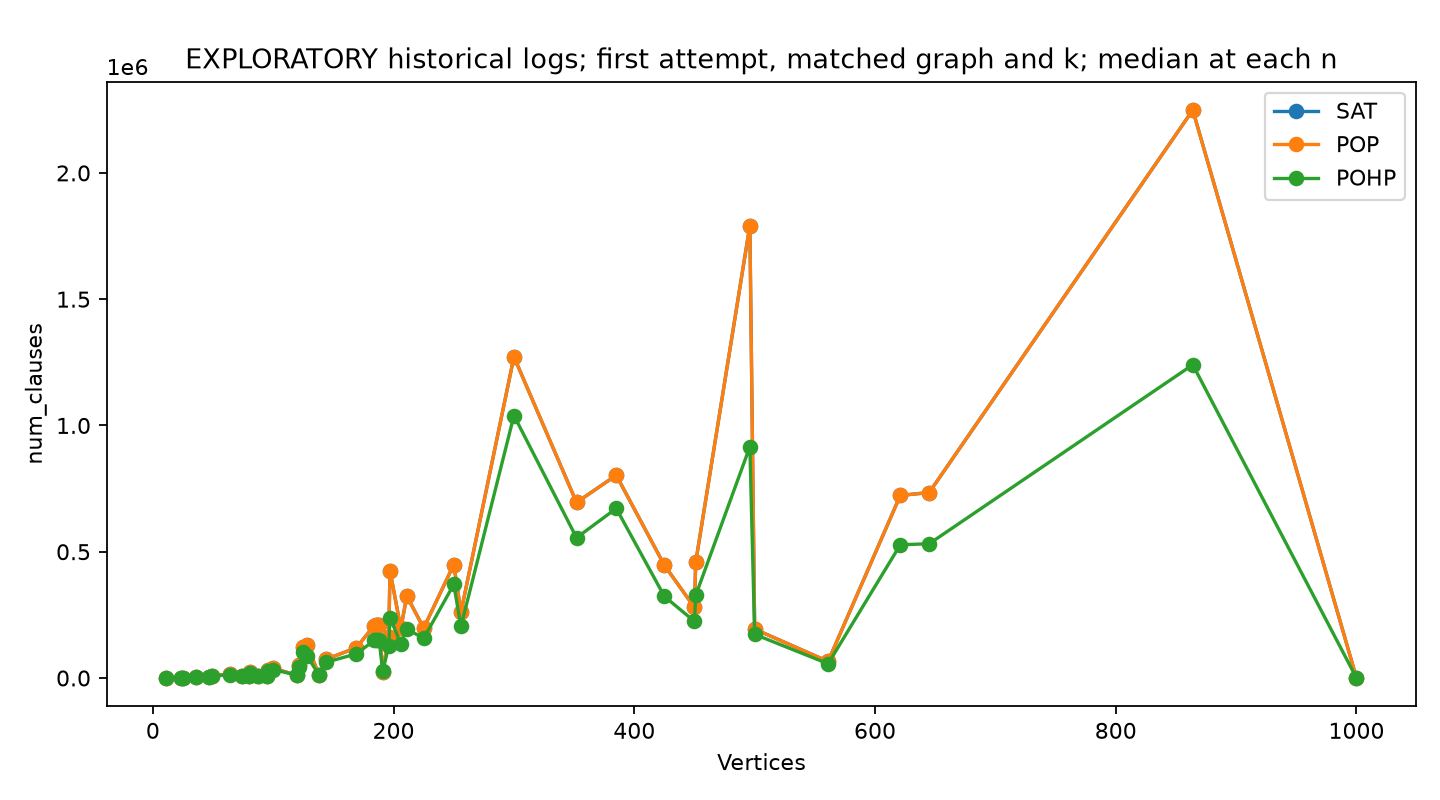 EXPLORATORY historical logs; first attempt, matched graph and k; median at each n
1e6
SAT
POP
POHP
2.0
1.5
1.0
0.5
0.0
num_clauses
0 200 400 600 800 1000
Vertices